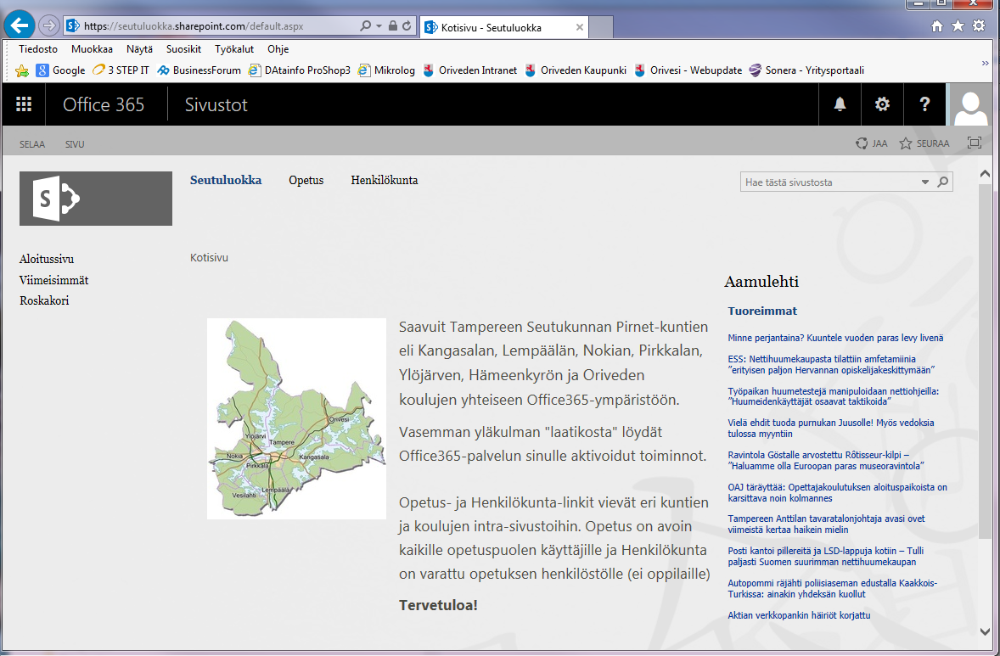 https://seutuluokka.sharepoint.com/default.aspx
Kotisivu - Seutuluokka
Tiedosto Muokkaa Näytä Suosikit Työkalut Ohje
Google 3 STEP IT BusinessForum DAtainfo ProShop3 Mikrolog Oriveden Intranet Oriveden Kaupunki Orivesi - Webupdate Sonera - Yritysportaali
Office 365 Sivustot ?
SELAA SIVU JAA SEURAA
S
Seutuluokka Opetus Henkilökunta
Hae tästä sivustosta
Aloitussivu
Viimeisimmät
Roskakori
Kotisivu
Orivesi
Ylöjärvi
Tampere
Nokia
Kangasala
Pirkkala
Lempäälä
Vesilahti
Saavuit Tampereen Seutukunnan Pirnet-kuntien
eli Kangasalan, Lempäälän, Nokian, Pirkkalan,
Ylöjärven, Hämeenkyrön ja Oriveden
koulujen yhteiseen Office365-ympäristöön.
Vasemman yläkulman "laatikosta" löydät
Office365-palvelun sinulle aktivoidut toiminnot.
Opetus- ja Henkilökunta-linkit vievät eri kuntien
ja koulujen intra-sivustoihin. Opetus on avoin
kaikille opetuspuolen käyttäjille ja Henkilökunta
on varattu opetuksen henkilöstölle (ei oppilaille)
Tervetuloa!
Aamulehti
Tuoreimmat
Minne perjantaina? Kuuntele vuoden paras levy livenä
ESS: Nettihuumekaupasta tilattiin amfetamiinia
”erityisen paljon Hervannan opiskelijakeskittymään”
Työpaikan huumetestejä manipuloidaan nettiohjeilla:
”Huumeidenkäyttäjät osaavat taktikoida”
Vielä ehdit tuoda purnukan Juusolle! Myös vedoksia
tulossa myyntiin
Ravintola Göstalle arvostettu Rôtisseur-kilpi –
”Haluamme olla Euroopan paras museoravintola”
OAJ täräyttää: Opettajakoulutuksen aloituspaikoista on
karsittava noin kolmannes
Tampereen Anttilan tavaratalonjohtaja avasi ovet
viimeistä kertaa haikein mielin
Posti kantoi pillereitä ja LSD-lappuja kotiin – Tulli
paljasti Suomen suurimman nettihuumekaupan
Autopommi räjähti poliisiaseman edustalla Kaakkois-
Turkissa: ainakin yhdeksän kuollut
Aktian verkkopankin häiriöt korjattu